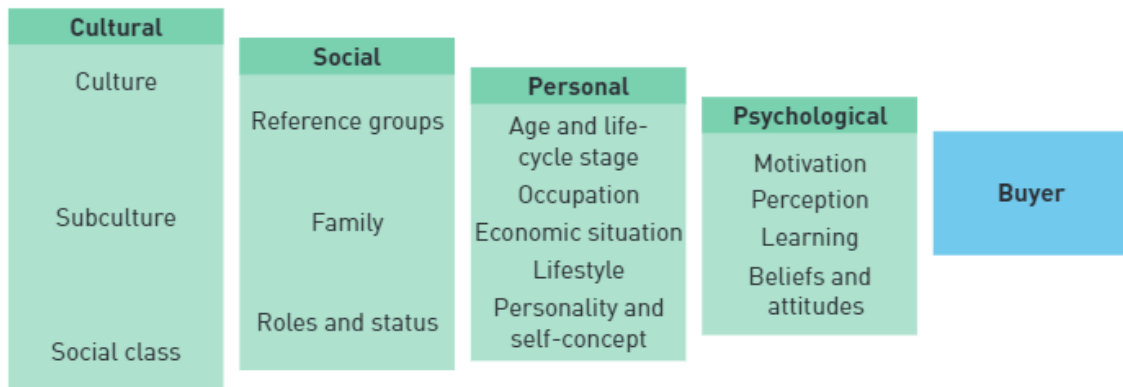 Cultural
Culture
Subculture
Social class
Social
Reference groups
Family
Roles and status
Personal
Age and life-
cycle stage
Occupation
Economic situation
Lifestyle
Personality and
self-concept
Psychological
Motivation
Perception
Learning
Beliefs and
attitudes
Buyer